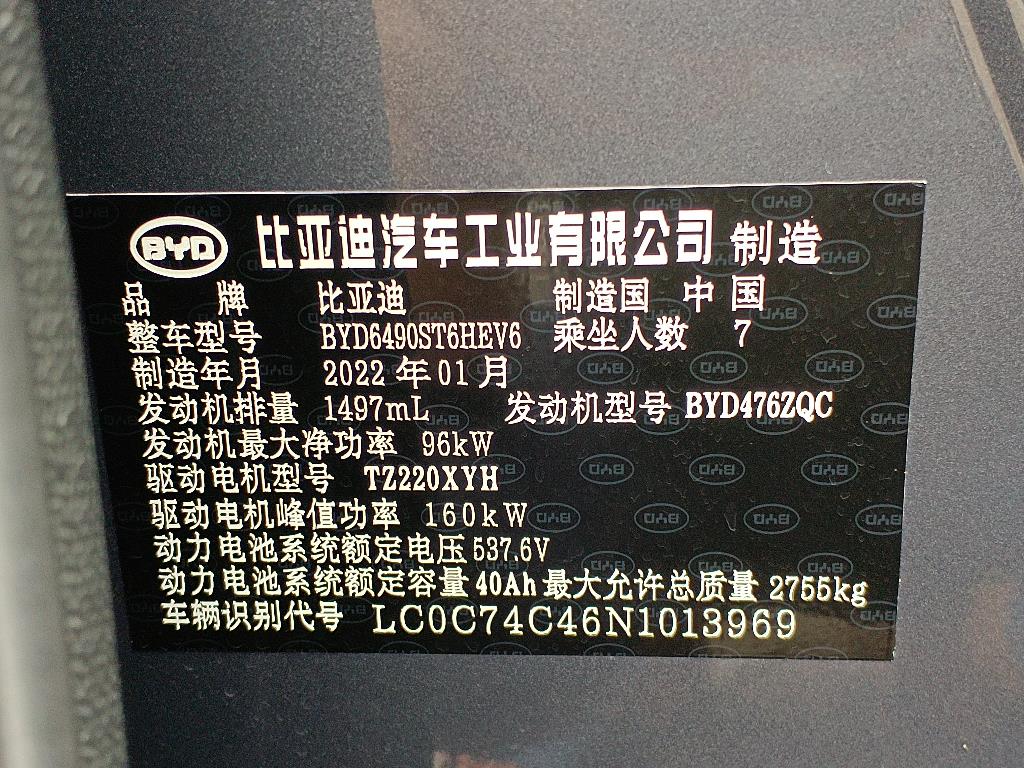 BYD 比亚迪汽车工业有限公司 制造
品 牌 比亚迪 制造国 中国
整车型号 BYD6490ST6HEV6 乘坐人数 7
制造年月 2022年01月
发动机排量 1497mL 发动机型号 BYD476ZQC
发动机最大净功率 96kW
驱动电机型号 TZ220XYH
驱动电机峰值功率 160kW
动力电池系统额定电压 537.6V
动力电池系统额定容量 40Ah 最大允许总质量 2755kg
车辆识别代号 LC0C74C46N1013969